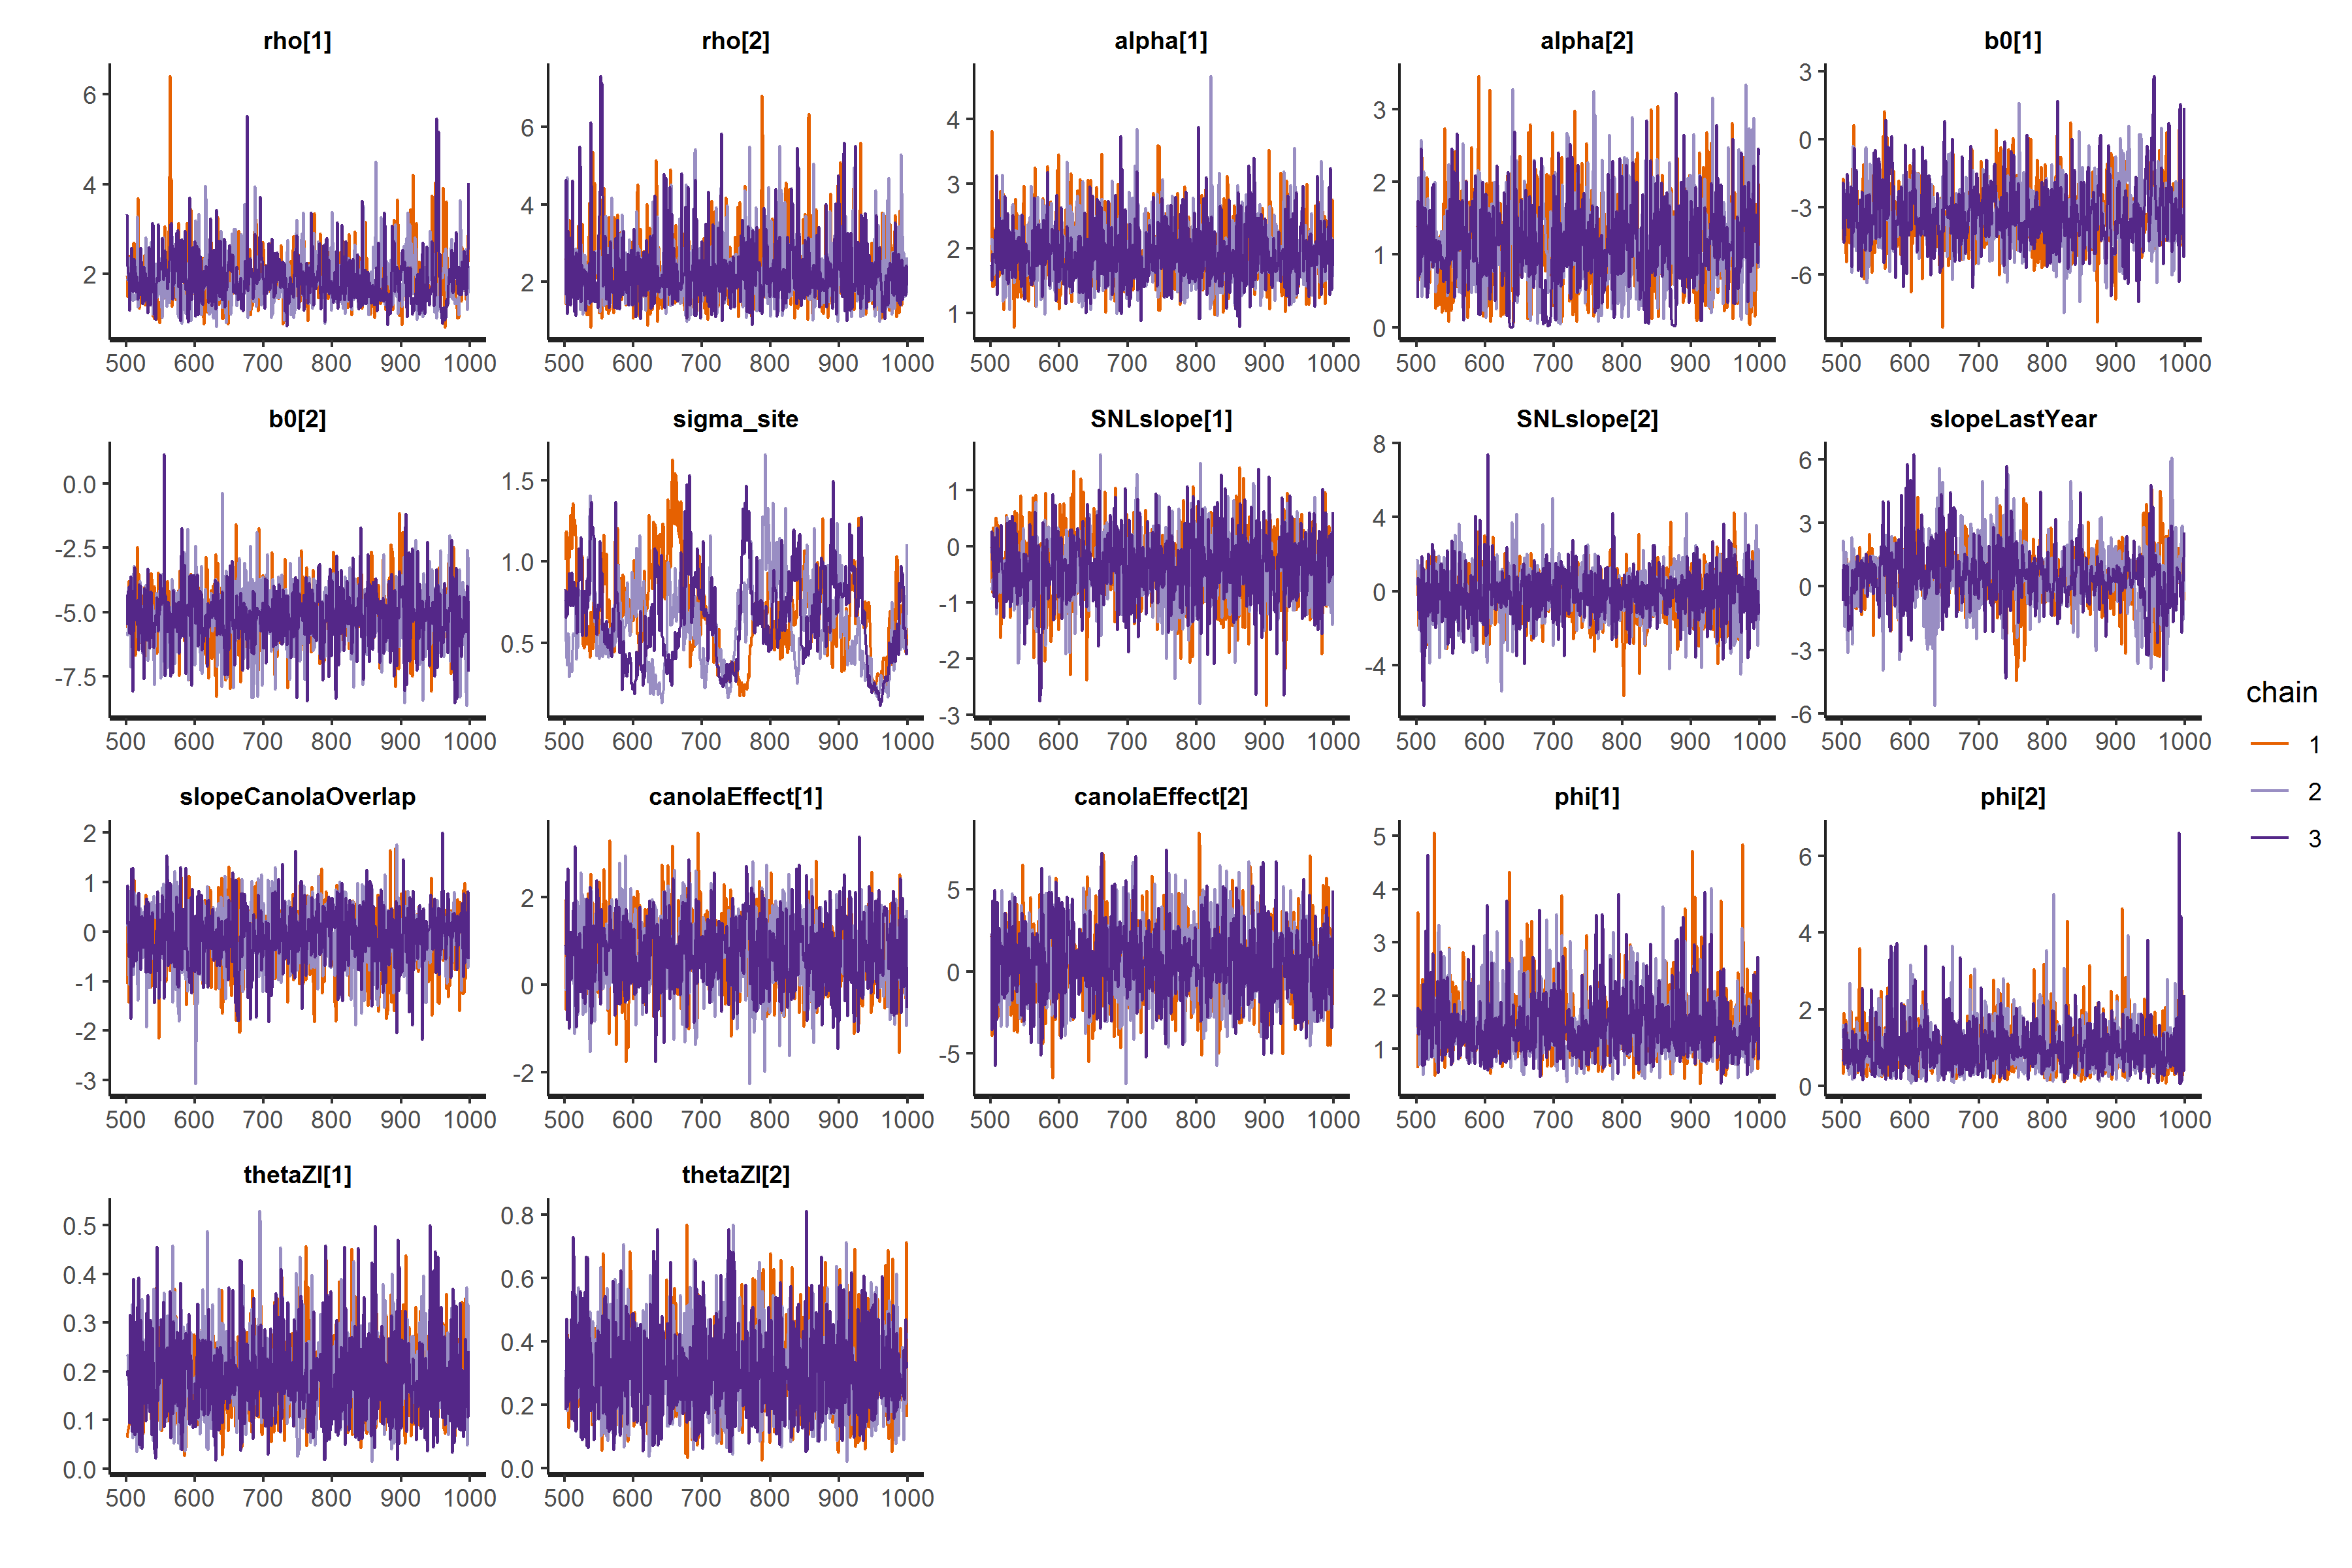 rho[1] rho[2] alpha[1] alpha[2] b0[1]
6 4 2
6 4 2
4 3 2 1
3 2 1 0
3 0 -3 -6
500 600 700 800 900 1000 500 600 700 800 900 1000 500 600 700 800 900 1000 500 600 700 800 900 1000 500 600 700 800 900 1000
b0[2] sigma_site SNLslope[1] SNLslope[2] slopeLastYear
0.0 -2.5 -5.0 -7.5
1.5 1.0 0.5
1 0 -1 -2 -3
8 4 0 -4
6 3 0 -3 -6
500 600 700 800 900 1000 500 600 700 800 900 1000 500 600 700 800 900 1000 500 600 700 800 900 1000 500 600 700 800 900 1000
slopeCanolaOverlap canolaEffect[1] canolaEffect[2] phi[1] phi[2]
2 1 0 -1 -2 -3
2 0 -2
5 0 -5
5 4 3 2 1
6 4 2 0
500 600 700 800 900 1000 500 600 700 800 900 1000 500 600 700 800 900 1000 500 600 700 800 900 1000 500 600 700 800 900 1000
thetaZI[1] thetaZI[2]
0.5 0.4 0.3 0.2 0.1 0.0
0.8 0.6 0.4 0.2 0.0
500 600 700 800 900 1000 500 600 700 800 900 1000
chain
1
2
3